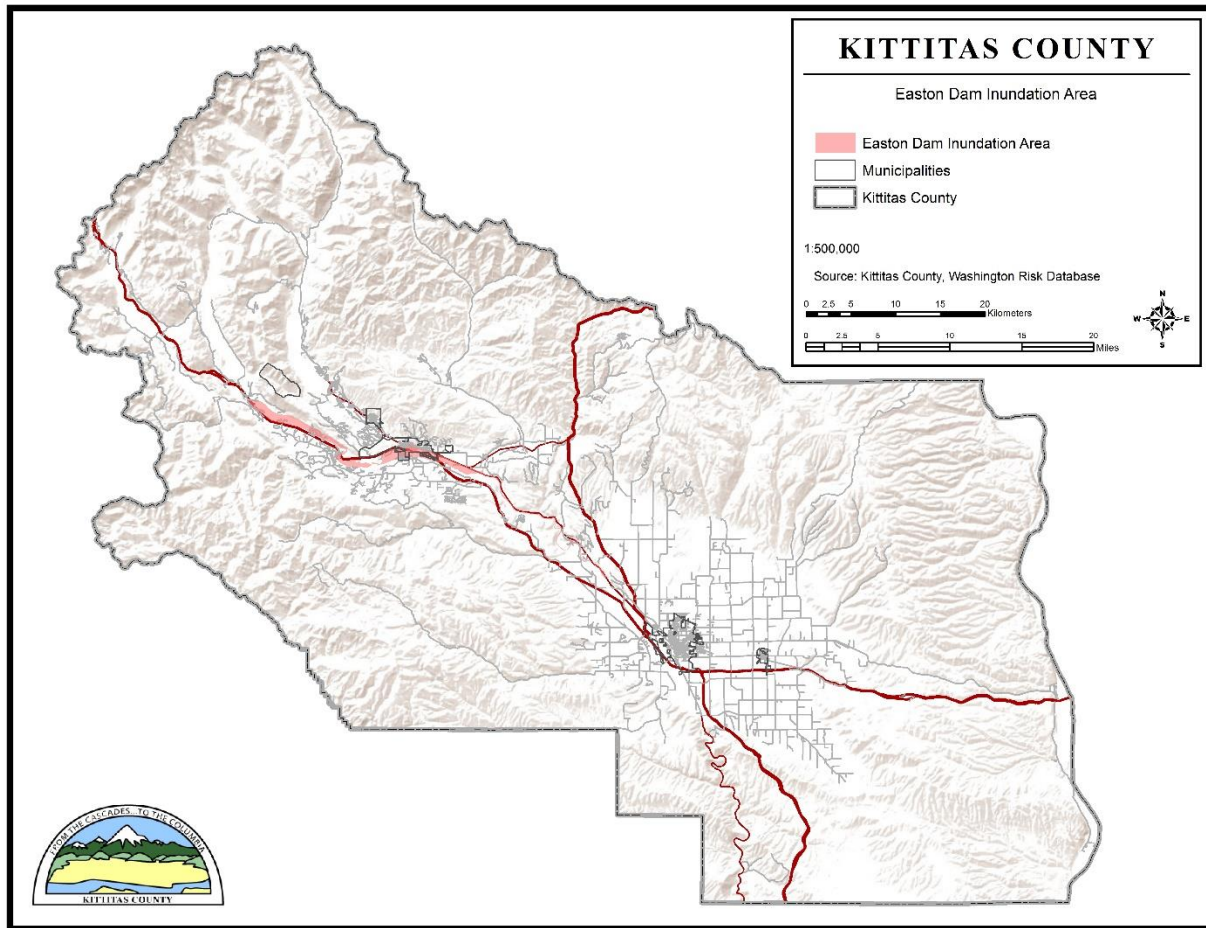 KITTITAS COUNTY
Easton Dam Inundation Area
Easton Dam Inundation Area
Municipalities
Kittitas County
1:500,000
Source: Kittitas County, Washington Risk Database
0 2.5 5 10 15 20
Kilometers
0 2.5 5 10 15 20
Miles
N
W E
S
FROM THE CASCADES...TO THE COLUMBIA
KITTITAS COUNTY